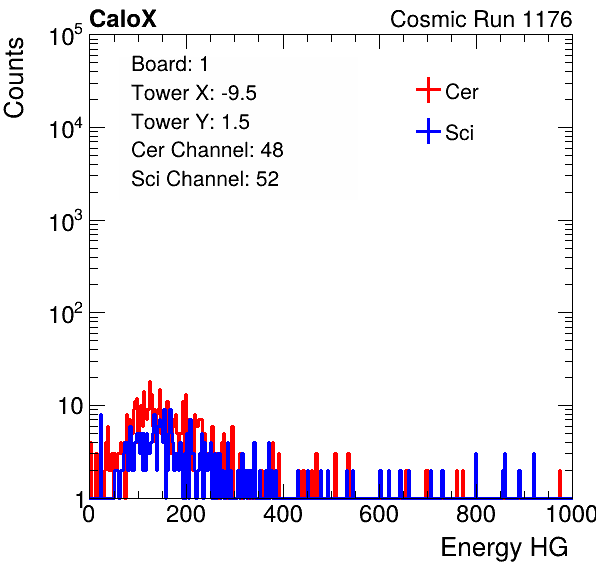 CaloX Cosmic Run 1176
Counts
Board: 1
Tower X: -9.5
Tower Y: 1.5
Cer Channel: 48
Sci Channel: 52
Cer
Sci
10^5
10^4
10^3
10^2
10
1
0 200 400 600 800 1000
Energy HG